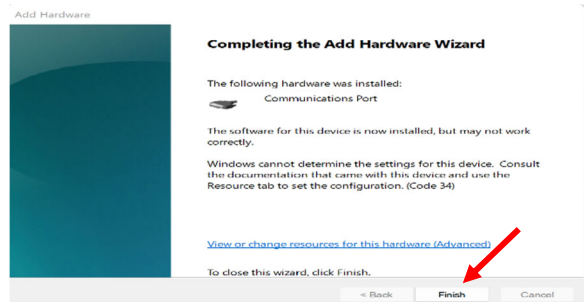 Add Hardware
Completing the Add Hardware Wizard
The following hardware was installed:
Communications Port
The software for this device is now installed, but may not work
correctly.
Windows cannot determine the settings for this device. Consult
the documentation that came with this device and use the
Resource tab to set the configuration. (Code 34)
View or change resources for this hardware (Advanced)
To close this wizard, click Finish.
< Back Finish Cancel